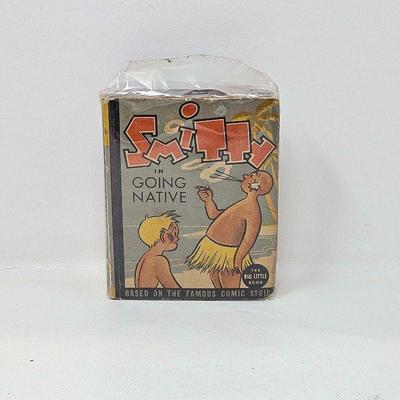 SMITTY
IN
GOING
NATIVE
THE
BIG LITTLE
BOOK
BASED ON THE FAMOUS COMIC STRIP